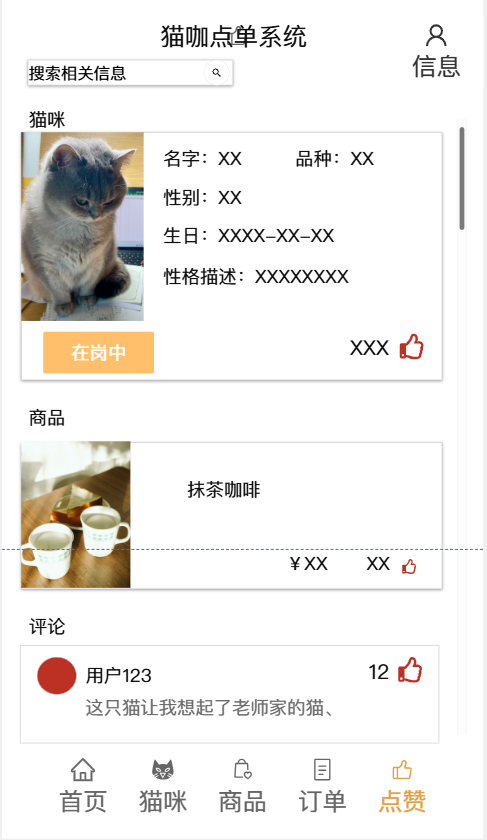 猫咖点单系统
信息
搜索相关信息
猫咪
名字：XX 品种：XX
性别：XX
生日：XXXX-XX-XX
性格描述：XXXXXXXX
在岗中
XXX
商品
抹茶咖啡
￥XX XX
评论
用户123
12
这只猫让我想起了老师家的猫、
首页 猫咪 商品 订单 点赞